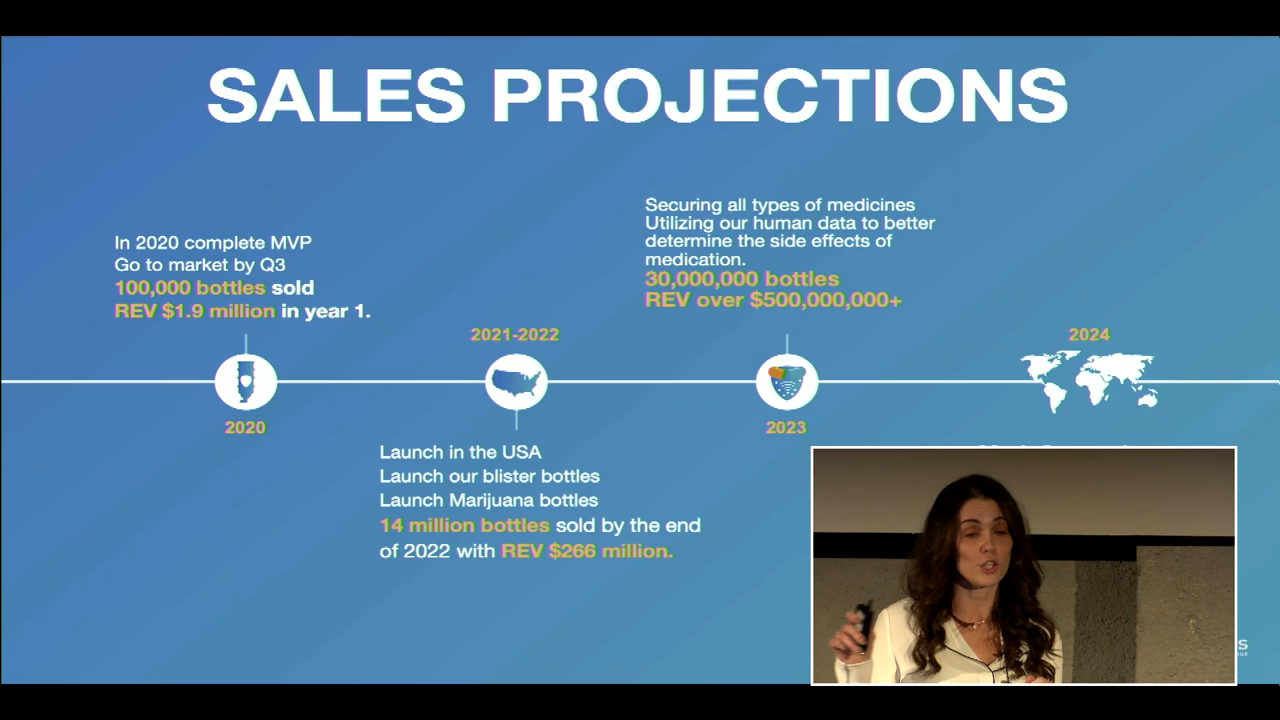 SALES PROJECTIONS
In 2020 complete MVP
Go to market by Q3
100,000 bottles sold
REV $1.9 million in year 1.
2020
2021-2022
Launch in the USA
Launch our blister bottles
Launch Marijuana bottles
14 million bottles sold by the end
of 2022 with REV $266 million.
Securing all types of medicines
Utilizing our human data to better
determine the side effects of
medication.
30,000,000 bottles
REV over $500,000,000+
2023
2024